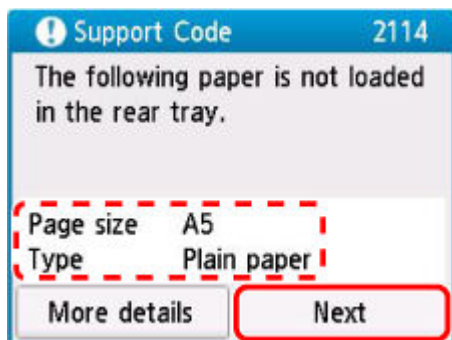 Support Code 2114
The following paper is not loaded
in the rear tray.
Page size A5
Type Plain paper
More details Next